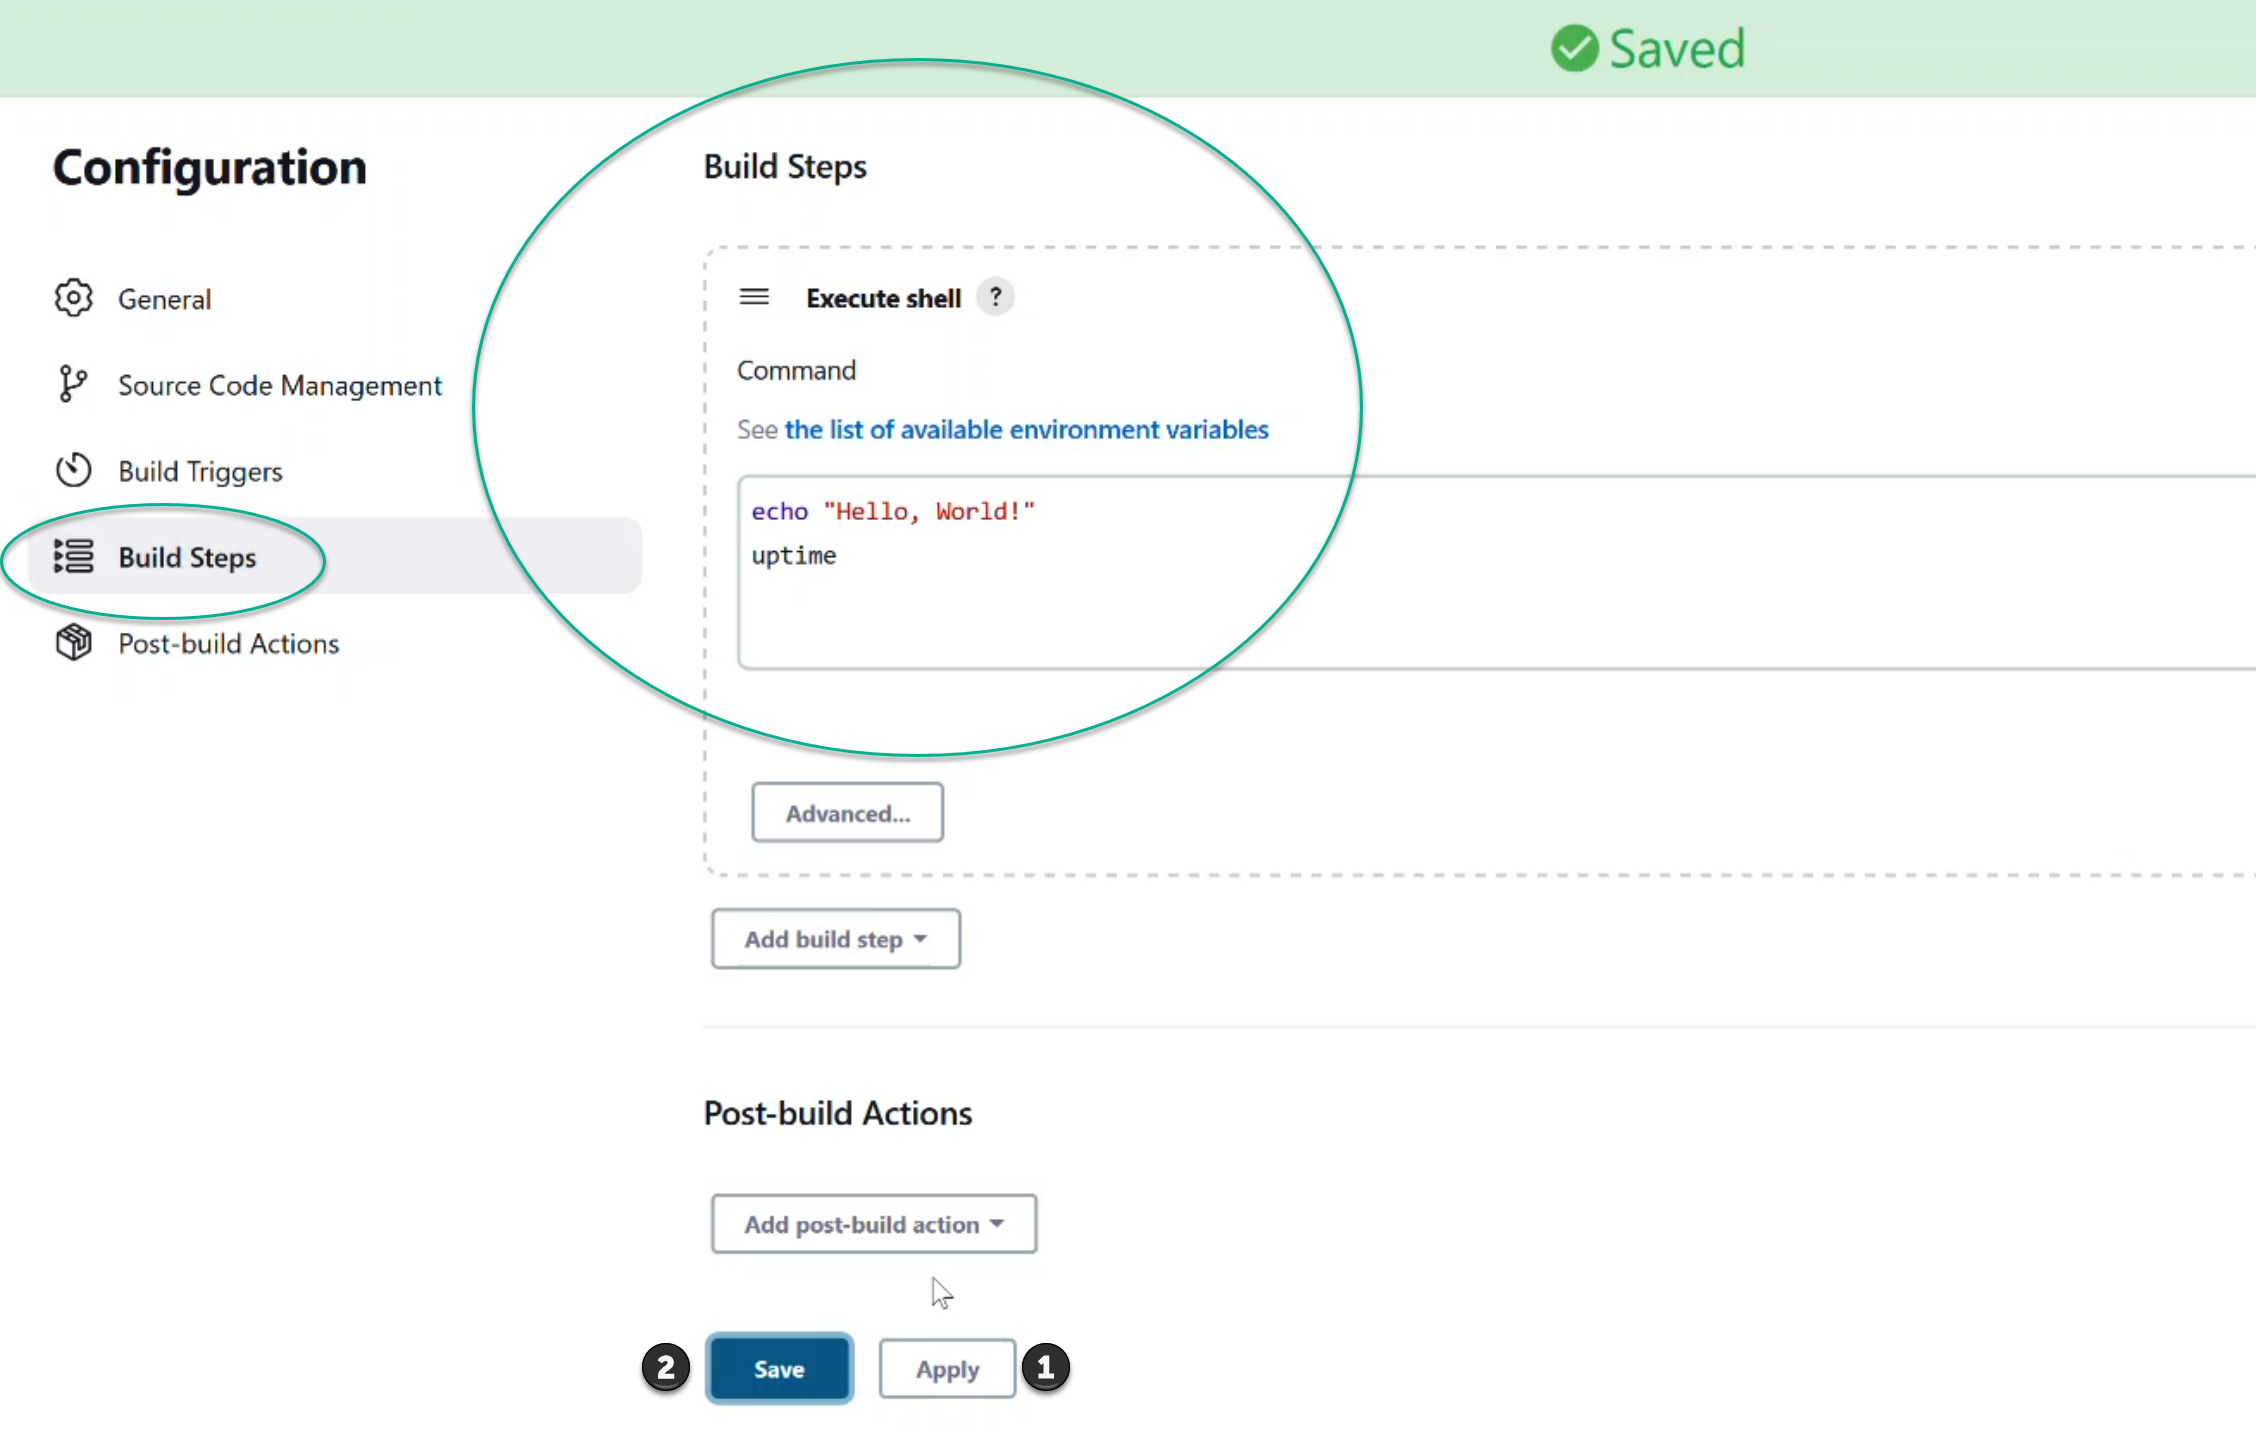 Saved
Configuration
General
Source Code Management
Build Triggers
Build Steps
Post-build Actions
Build Steps
Execute shell ?
Command
See the list of available environment variables
echo "Hello, World!"
uptime
Advanced...
Add build step
Post-build Actions
Add post-build action
2 Save Apply 1